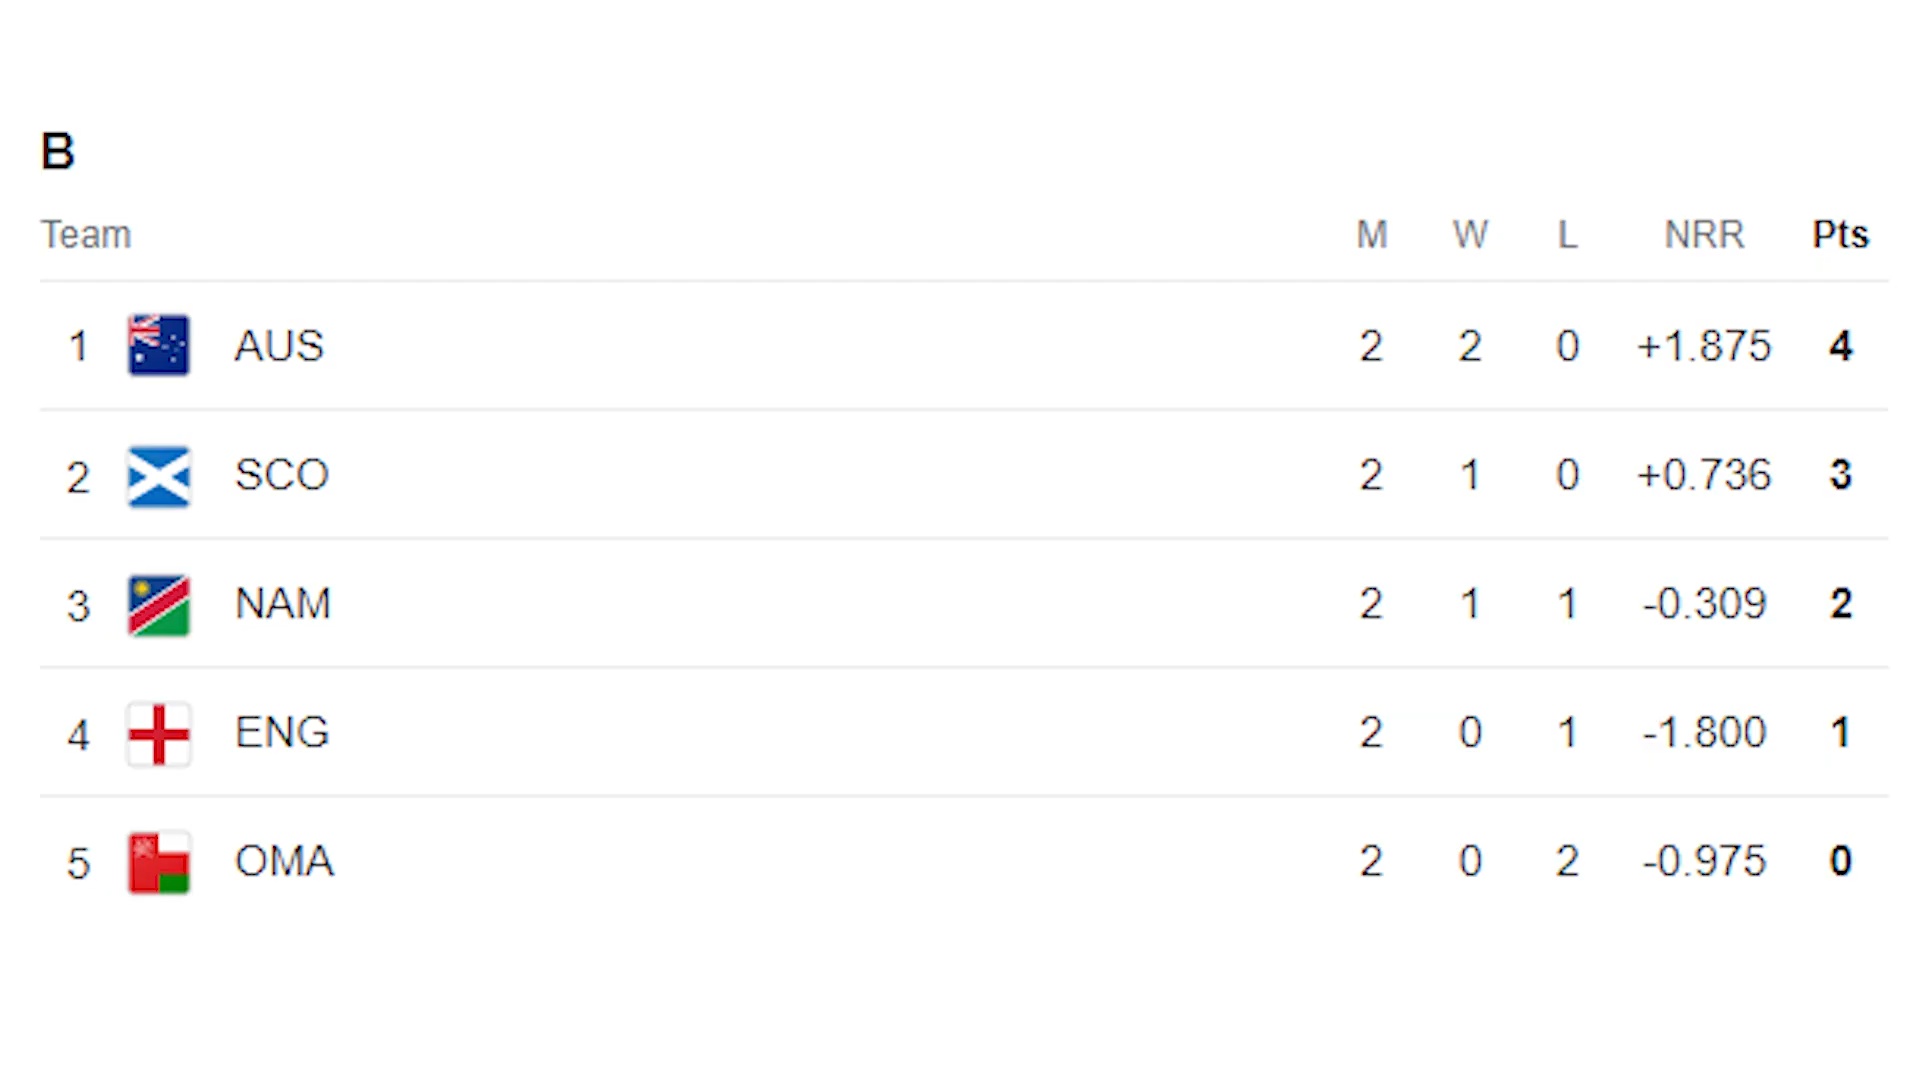 B
Team M W L NRR Pts
1 AUS 2 2 0 +1.875 4
2 SCO 2 1 0 +0.736 3
3 NAM 2 1 1 -0.309 2
4 ENG 2 0 1 -1.800 1
5 OMA 2 0 2 -0.975 0